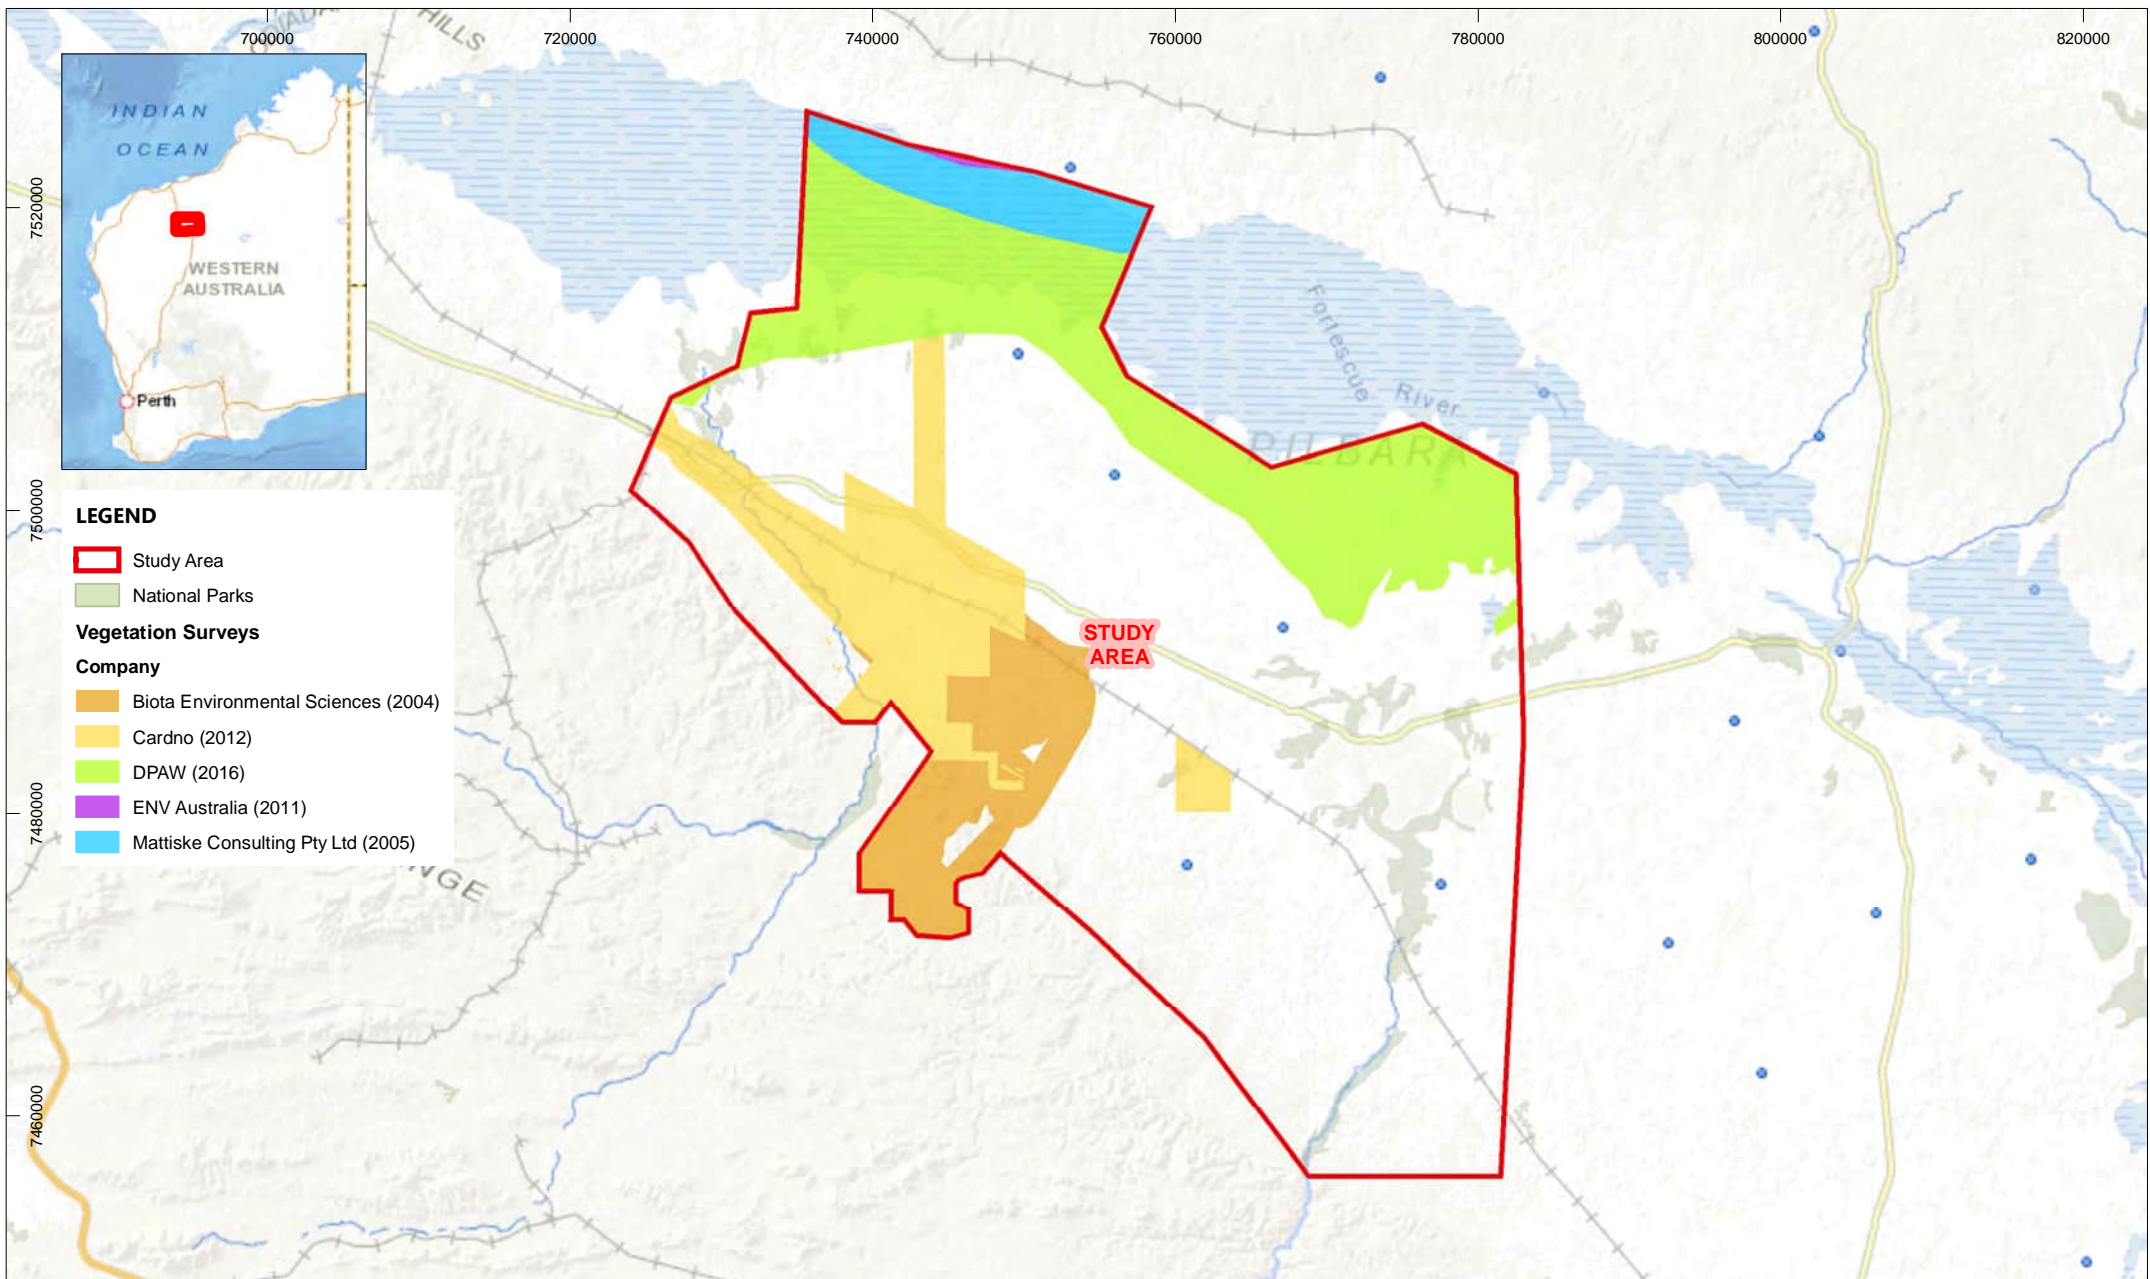 HILLS
700000
720000
740000
760000
780000
800000
820000
7520000
7500000
7480000
7460000
INDIAN
OCEAN
WESTERN
AUSTRALIA
Perth
LEGEND
Study Area
National Parks
Vegetation Surveys
Company
Biota Environmental Sciences (2004)
Cardno (2012)
DPAW (2016)
ENV Australia (2011)
Mattiske Consulting Pty Ltd (2005)
Fortescue
River
PILBARA
STUDY
AREA
NGE